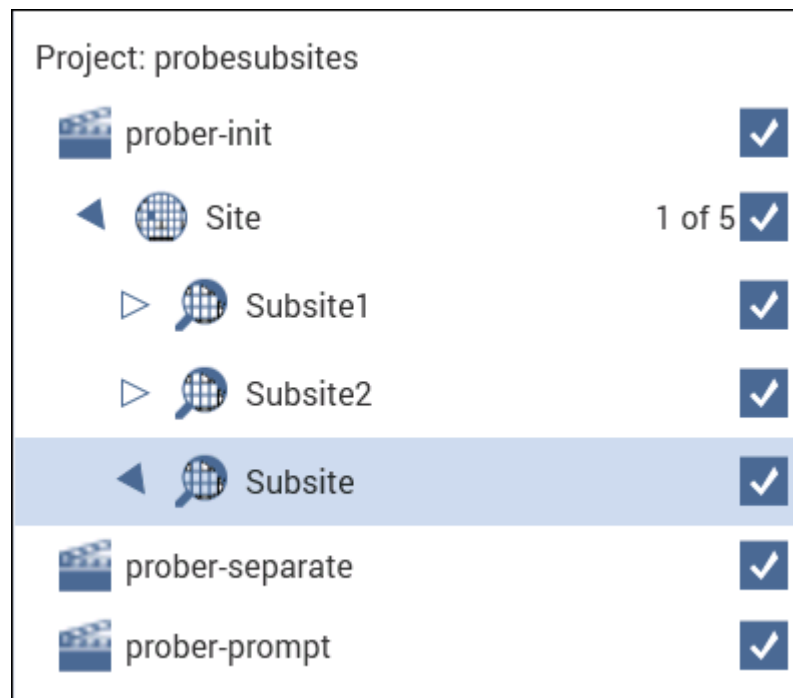 Project: probesubsites
prober-init
Site 1 of 5
Subsite1
Subsite2
Subsite
prober-separate
prober-prompt